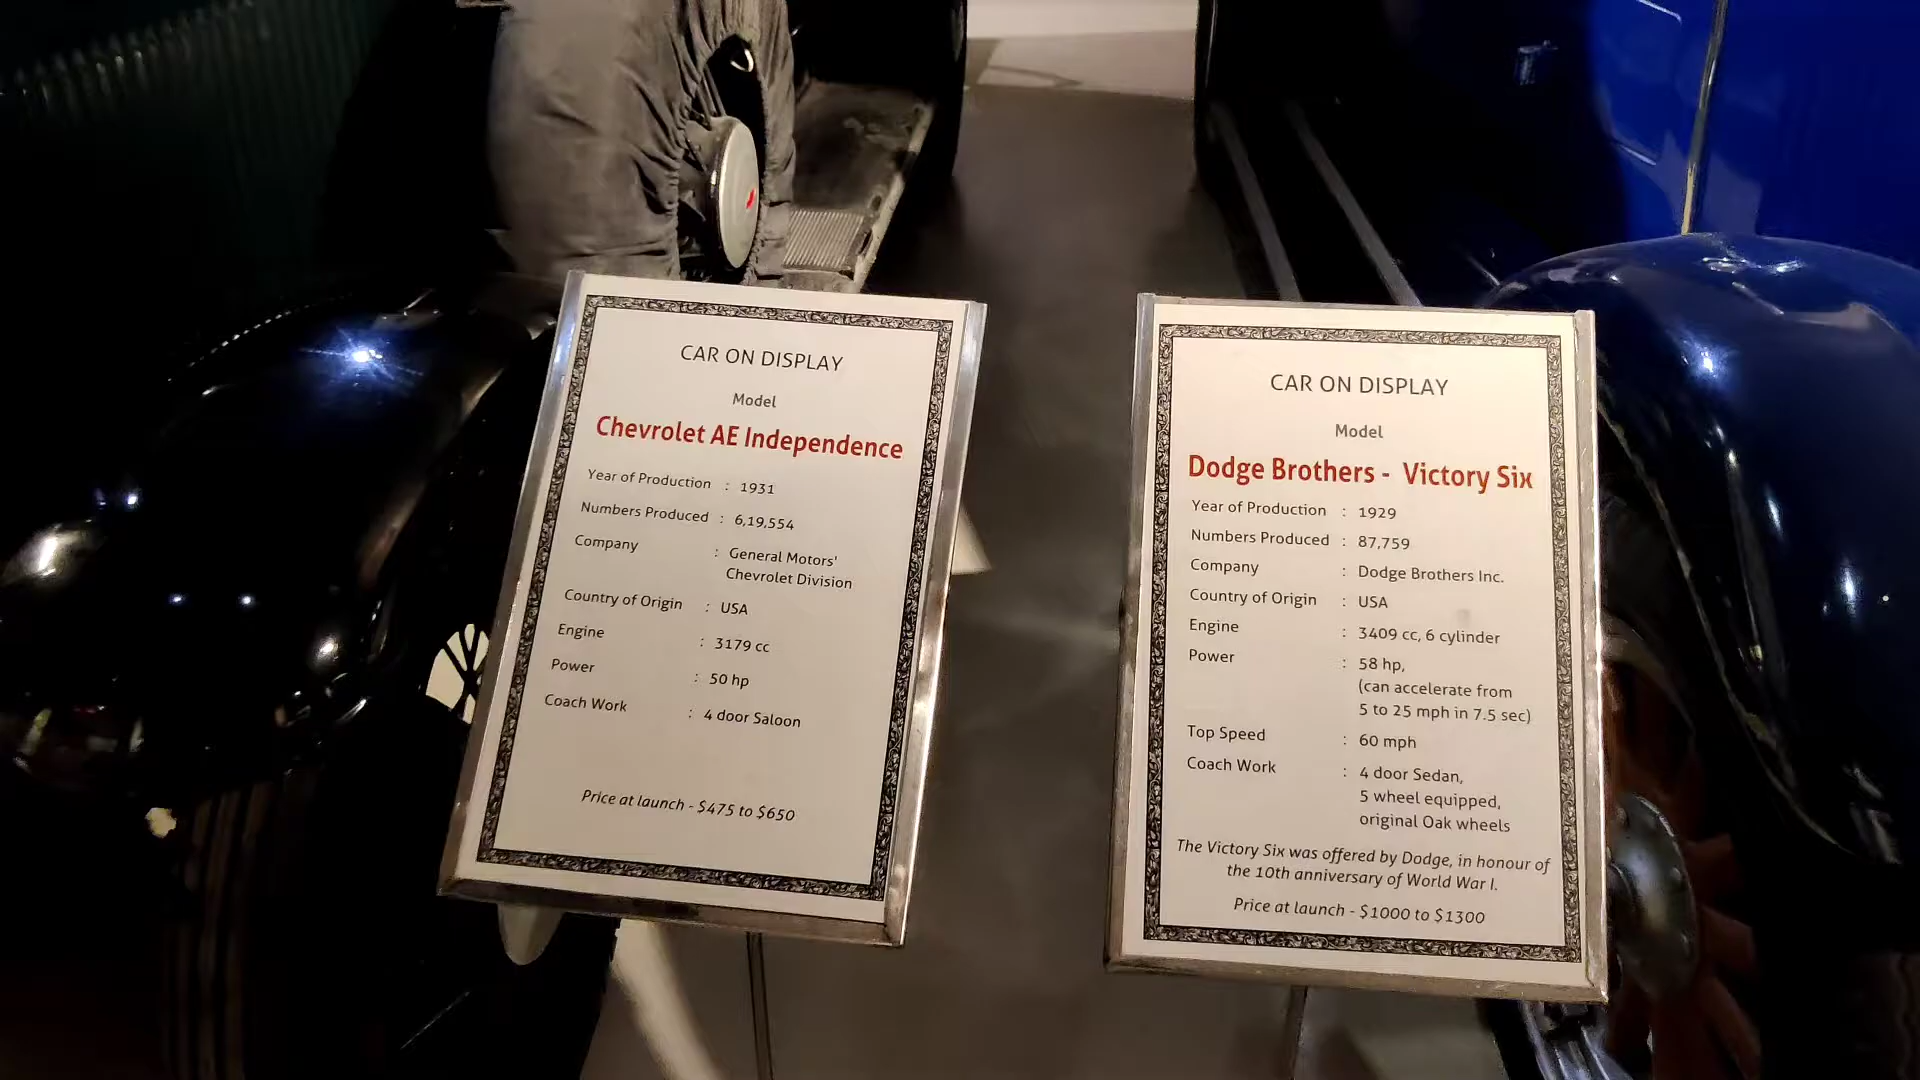 CAR ON DISPLAY
Model
Chevrolet AE Independence
Year of Production : 1931
Numbers Produced : 6,19,554
Company : General Motors'
Chevrolet Division
Country of Origin : USA
Engine : 3179 cc
Power : 50 hp
Coach Work : 4 door Saloon
Price at launch - $475 to $650
CAR ON DISPLAY
Model
Dodge Brothers - Victory Six
Year of Production : 1929
Numbers Produced : 87,759
Company : Dodge Brothers Inc.
Country of Origin : USA
Engine : 3409 cc, 6 cylinder
Power : 58 hp,
(can accelerate from
5 to 25 mph in 7.5 sec)
Top Speed : 60 mph
Coach Work : 4 door Sedan,
5 wheel equipped,
original Oak wheels
The Victory Six was offered by Dodge, in honour of
the 10th anniversary of World War I.
Price at launch - $1000 to $1300